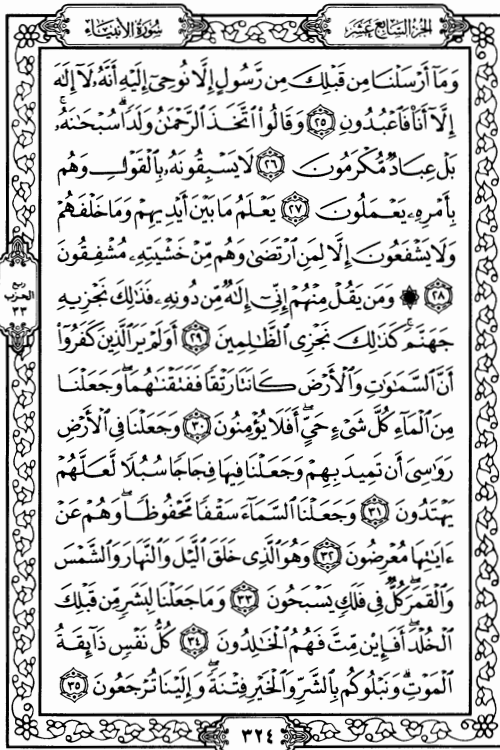 الجزء السابع عشر
سورة الأنبياء
وَمَآ أَرْسَلْنَا مِن قَبْلِكَ مِن رَّسُولٍ إِلَّا نُوحِىٓ إِلَيْهِ أَنَّهُۥ لَآ إِلَٰهَ
إِلَّآ أَنَا۠ فَٱعْبُدُونِ ٢٥ وَقَالُوا۟ ٱتَّخَذَ ٱلرَّحْمَٰنُ وَلَدًا ۗ سُبْحَٰنَهُۥ ۚ
بَلْ عِبَادٌ مُّكْرَمُونَ ٢٦ لَا يَسْبِقُونَهُۥ بِٱلْقَوْلِ وَهُم
بِأَمْرِهِۦ يَعْمَلُونَ ٢٧ يَعْلَمُ مَا بَيْنَ أَيْدِيهِمْ وَمَا خَلْفَهُمْ
وَلَا يَشْفَعُونَ إِلَّا لِمَنِ ٱرْتَضَىٰ وَهُم مِّنْ خَشْيَتِهِۦ مُشْفِقُونَ
٢٨ ۞ وَمَن يَقُلْ مِنْهُمْ إِنِّىٓ إِلَٰهٌ مِّن دُونِهِۦ فَذَٰلِكَ نَجْزِيهِ
جَهَنَّمَ ۚ كَذَٰلِكَ نَجْزِى ٱلظَّٰلِمِينَ ٢٩ أَوَلَمْ يَرَ ٱلَّذِينَ كَفَرُوٓا۟
أَنَّ ٱلسَّمَٰوَٰتِ وَٱلْأَرْضَ كَانَتَا رَتْقًا فَفَتَقْنَٰهُمَا ۖ وَجَعَلْنَا
مِنَ ٱلْمَآءِ كُلَّ شَىْءٍ حَىٍّ ۖ أَفَلَا يُؤْمِنُونَ ٣٠ وَجَعَلْنَا فِى ٱلْأَرْضِ
رَوَٰسِىَ أَن تَمِيدَ بِهِمْ وَجَعَلْنَا فِيهَا فِجَاجًا سُبُلًا لَّعَلَّهُمْ
يَهْتَدُونَ ٣١ وَجَعَلْنَا ٱلسَّمَآءَ سَقْفًا مَّحْفُوظًا ۖ وَهُمْ عَنْ
ءَايَٰتِهَا مُعْرِضُونَ ٣٢ وَهُوَ ٱلَّذِى خَلَقَ ٱلَّيْلَ وَٱلنَّهَارَ وَٱلشَّمْسَ
وَٱلْقَمَرَ ۖ كُلٌّ فِى فَلَكٍ يَسْبَحُونَ ٣٣ وَمَا جَعَلْنَا لِبَشَرٍ مِّن قَبْلِكَ
ٱلْخُلْدَ ۖ أَفَإِي۟ن مِّتَّ فَهُمُ ٱلْخَٰلِدُونَ ٣٤ كُلُّ نَفْسٍ ذَآئِقَةُ
ٱلْمَوْتِ ۗ وَنَبْلُوكُم بِٱلشَّرِّ وَٱلْخَيْرِ فِتْنَةً ۖ وَإِلَيْنَا تُرْجَعُونَ ٣٥
ربع
الحزب
٣٣
٣٢٤